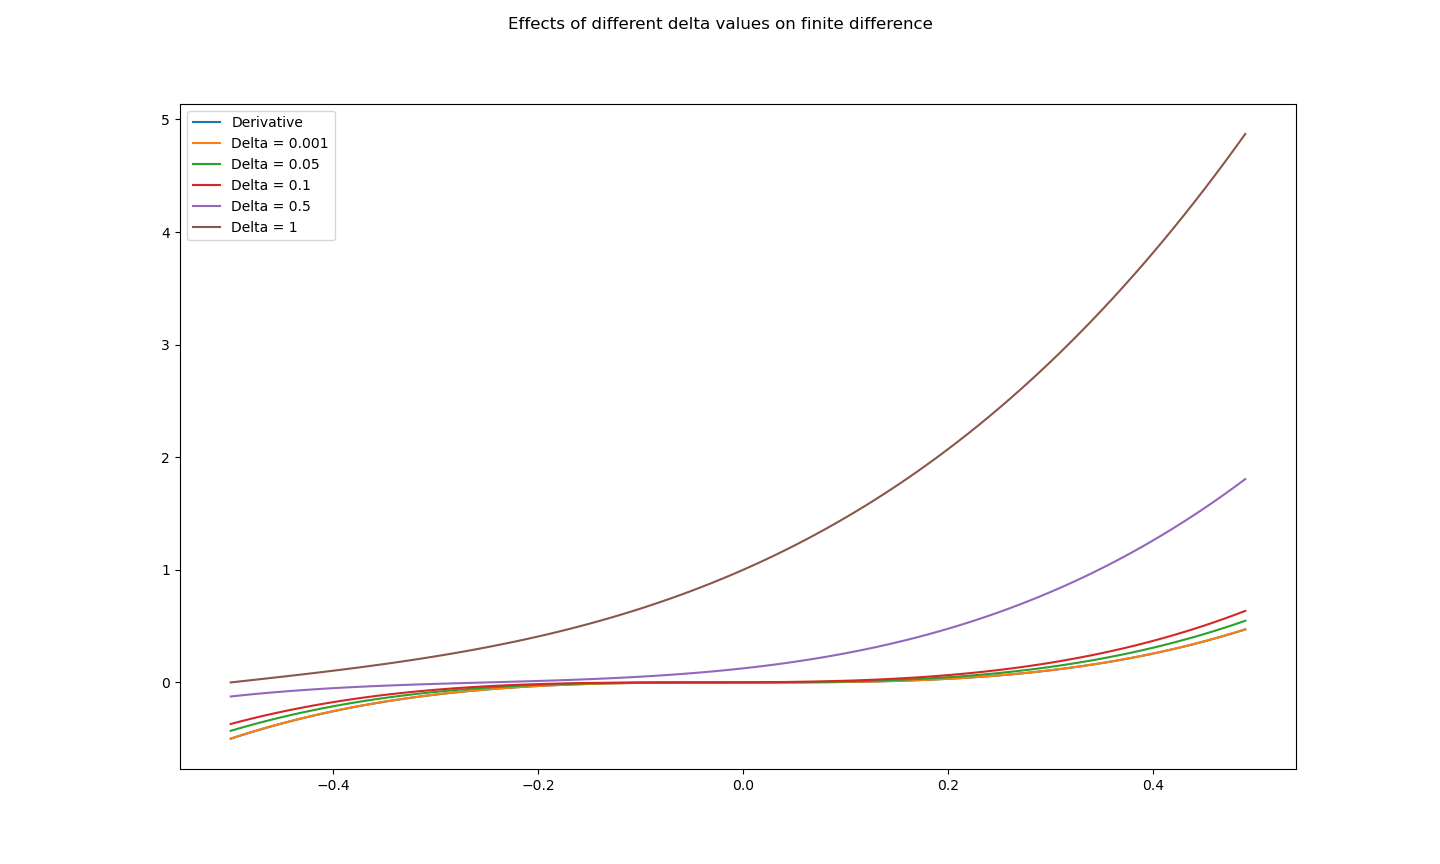 Effects of different delta values on finite difference
Derivative
Delta = 0.001
Delta = 0.05
Delta = 0.1
Delta = 0.5
Delta = 1
5
4
3
2
1
0
−0.4
−0.2
0.0
0.2
0.4